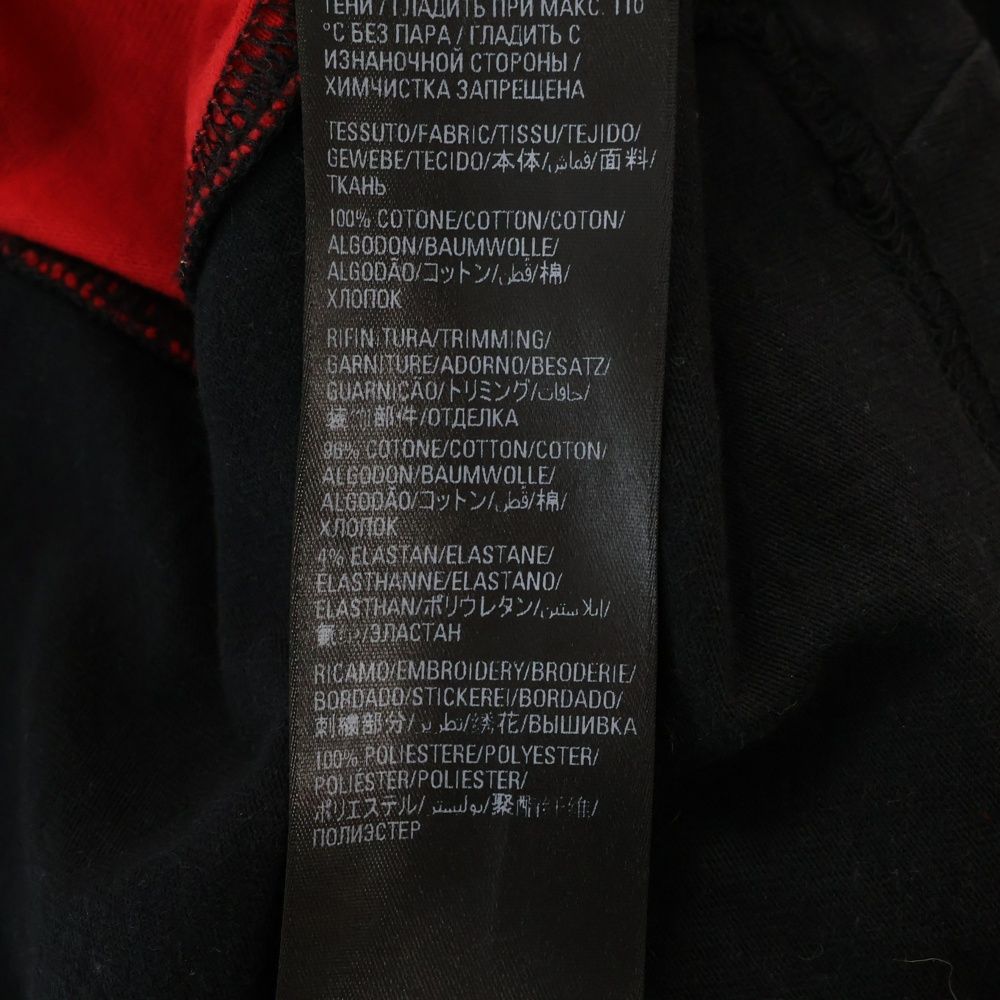 ТЕНИ / ГЛАДИТЬ ПРИ МАКС. 110
°C БЕЗ ПАРА / ГЛАДИТЬ С
ИЗНАНОЧНОЙ СТОРОНЫ /
ХИМЧИСТКА ЗАПРЕЩЕНА
TESSUTO/FABRIC/TISSU/TEJIDO/
GEWEBE/TECIDO/本体/قماش/面料/
ТКАНЬ
100% COTONE/COTTON/COTON/
ALGODON/BAUMWOLLE/
ALGODÃO/コットン/قطن/棉/
ХЛОПОК
RIFINITURA/TRIMMING/
GARNITURE/ADORNO/BESATZ/
GUARNIÇÃO/トリミング/حافات/
部件/ОТДЕЛКА
96% COTONE/COTTON/COTON/
ALGODON/BAUMWOLLE/
ALGODÃO/コットン/قطن/棉/
ХЛОПОК
4% ELASTAN/ELASTANE/
ELASTHANNE/ELASTANO/
ELASTHAN/ポリウレタン/إيلاستين/
ЭЛАСТАН
RICAMO/EMBROIDERY/BRODERIE/
BORDADO/STICKEREI/BORDADO/
刺繍部分/تطريز/绣花/ВЫШИВКА
100% POLIESTERE/POLYESTER/
POLIÉSTER/POLIESTER/
ポリエステル/بوليستر/
ПОЛИЭСТЕР